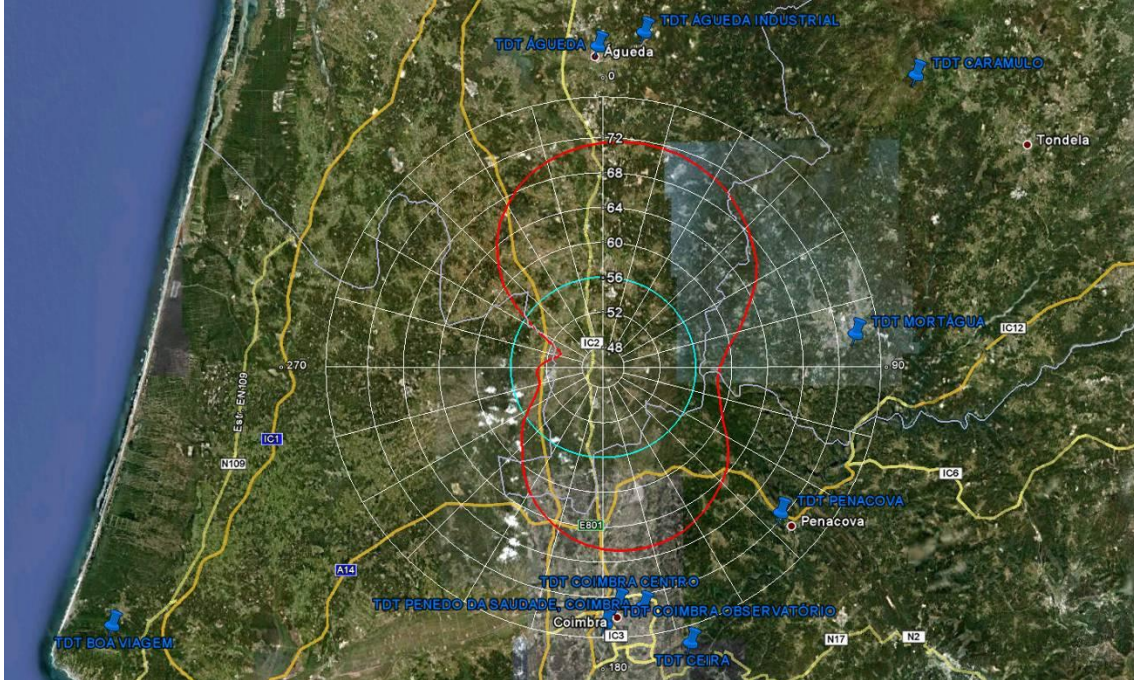 TDT ÁGUEDA INDUSTRIAL
TDT ÁGUEDA
Águeda
0
TDT CARAMULO
72
Tondela
68
64
60
56
52
IC2
48
TDT MORTÁGUA
IC12
270
90
Estr. EN109
IC1
N109
IC6
TDT PENACOVA
Penacova
E801
A14
TDT COIMBRA CENTRO
TDT PENEDO DA SAUDADE, COIMBRA
TDT COIMBRA OBSERVATÓRIO
Coimbra
TDT BOA VIAGEM
IC3
N17
N2
TDT CEIRA
180